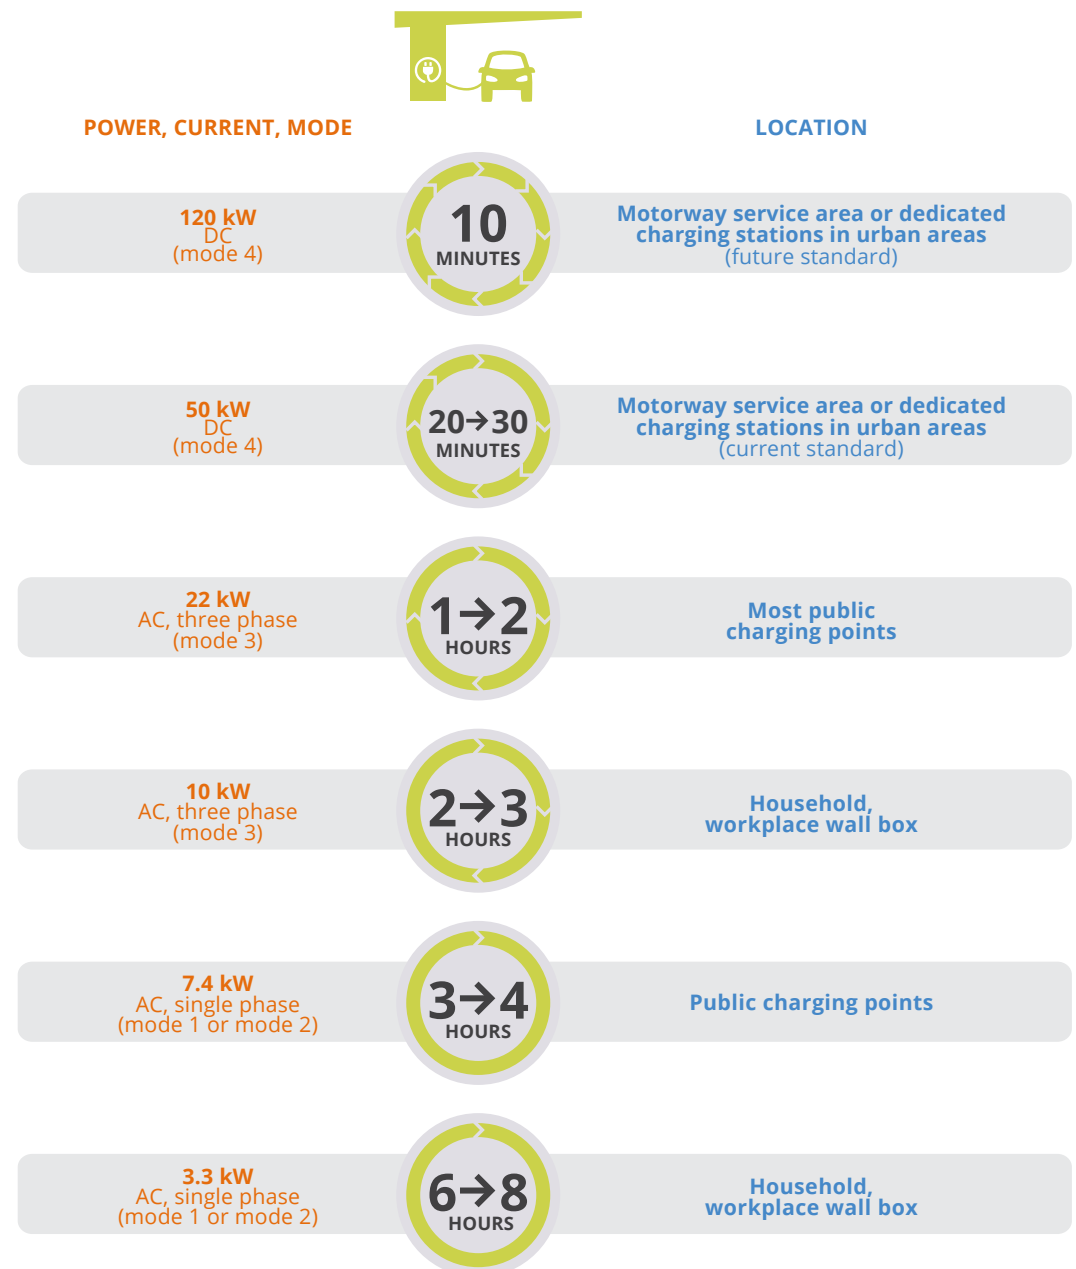 POWER, CURRENT, MODE
LOCATION
120 kW
DC
(mode 4)
10
MINUTES
Motorway service area or dedicated
charging stations in urban areas
(future standard)
50 kW
DC
(mode 4)
20→30
MINUTES
Motorway service area or dedicated
charging stations in urban areas
(current standard)
22 kW
AC, three phase
(mode 3)
1→2
HOURS
Most public
charging points
10 kW
AC, three phase
(mode 3)
2→3
HOURS
Household,
workplace wall box
7.4 kW
AC, single phase
(mode 1 or mode 2)
3→4
HOURS
Public charging points
3.3 kW
AC, single phase
(mode 1 or mode 2)
6→8
HOURS
Household,
workplace wall box